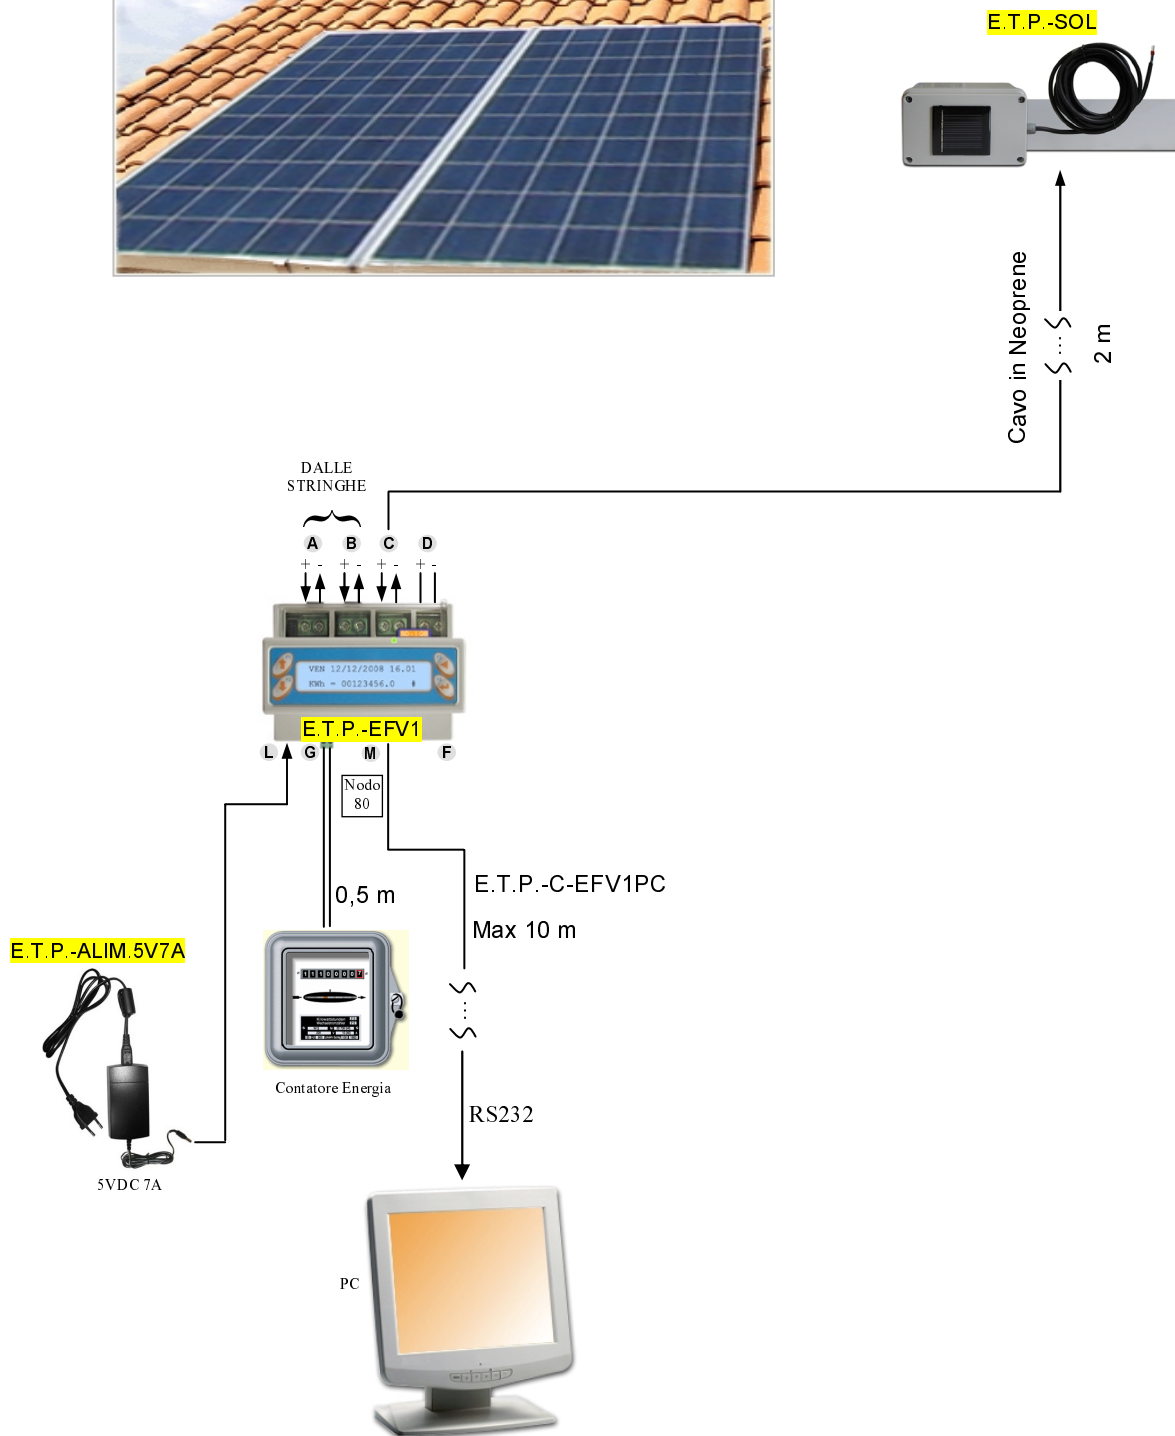 E.T.P.-SOL
Cavo in Neoprene
2 m
DALLE
STRINGHE
A B C D
+ - + - + - + -
VEN 12/12/2008 16.01
KWh = 00123456.0
E.T.P.-EFV1
L G M F
Nodo
80
E.T.P.-C-EFV1PC
0,5 m
Max 10 m
E.T.P.-ALIM.5V7A
1110000
Contatore Energia
RS232
5VDC 7A
PC